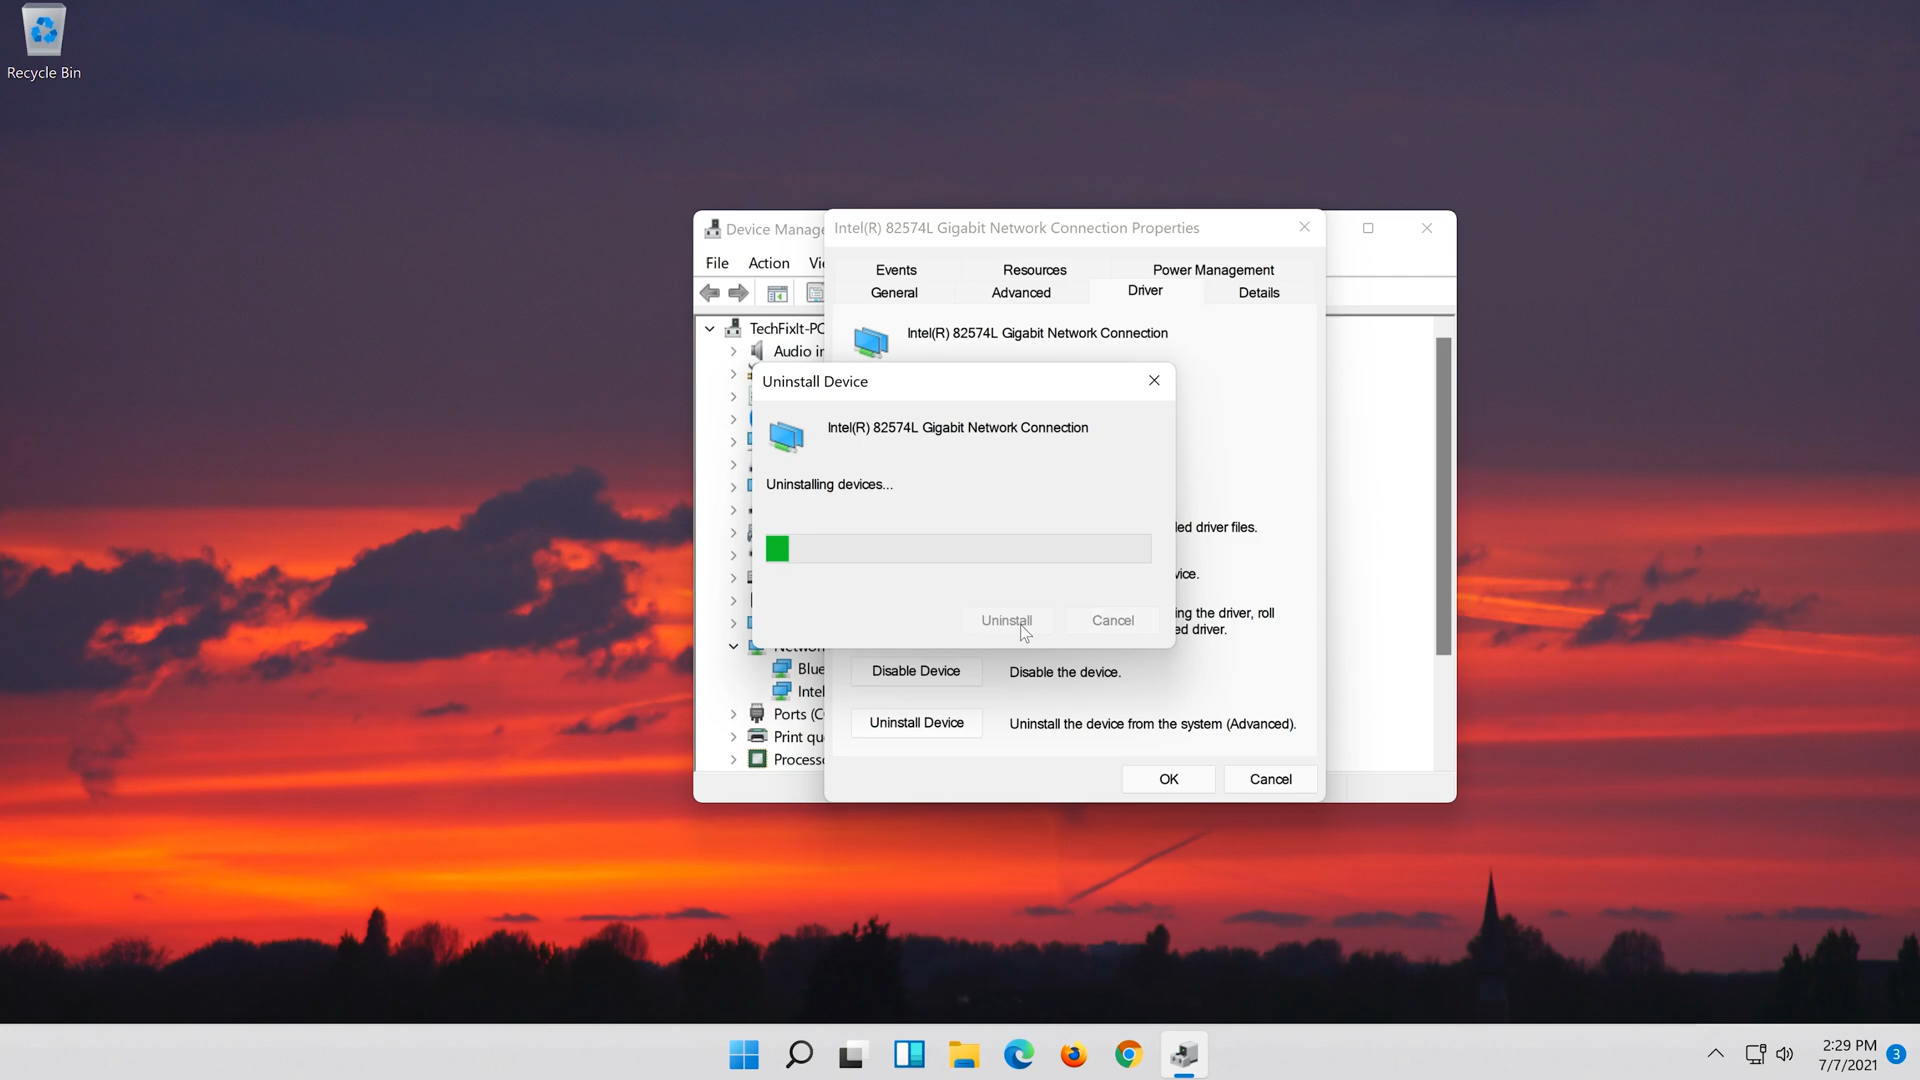 Recycle Bin
Device Manage
Intel(R) 82574L Gigabit Network Connection Properties
File Action Vi
Events Resources Power Management
General Advanced Driver Details
TechFixIt-PC
Intel(R) 82574L Gigabit Network Connection
Audio in
Uninstall Device
Intel(R) 82574L Gigabit Network Connection
Uninstalling devices...
led driver files.
vice.
ing the driver, roll
ed driver.
Uninstall Cancel
Network
Blue
Disable Device Disable the device.
Intel
Ports (C
Uninstall Device Uninstall the device from the system (Advanced).
Print qu
Processo
OK Cancel
2:29 PM
7/7/2021
3